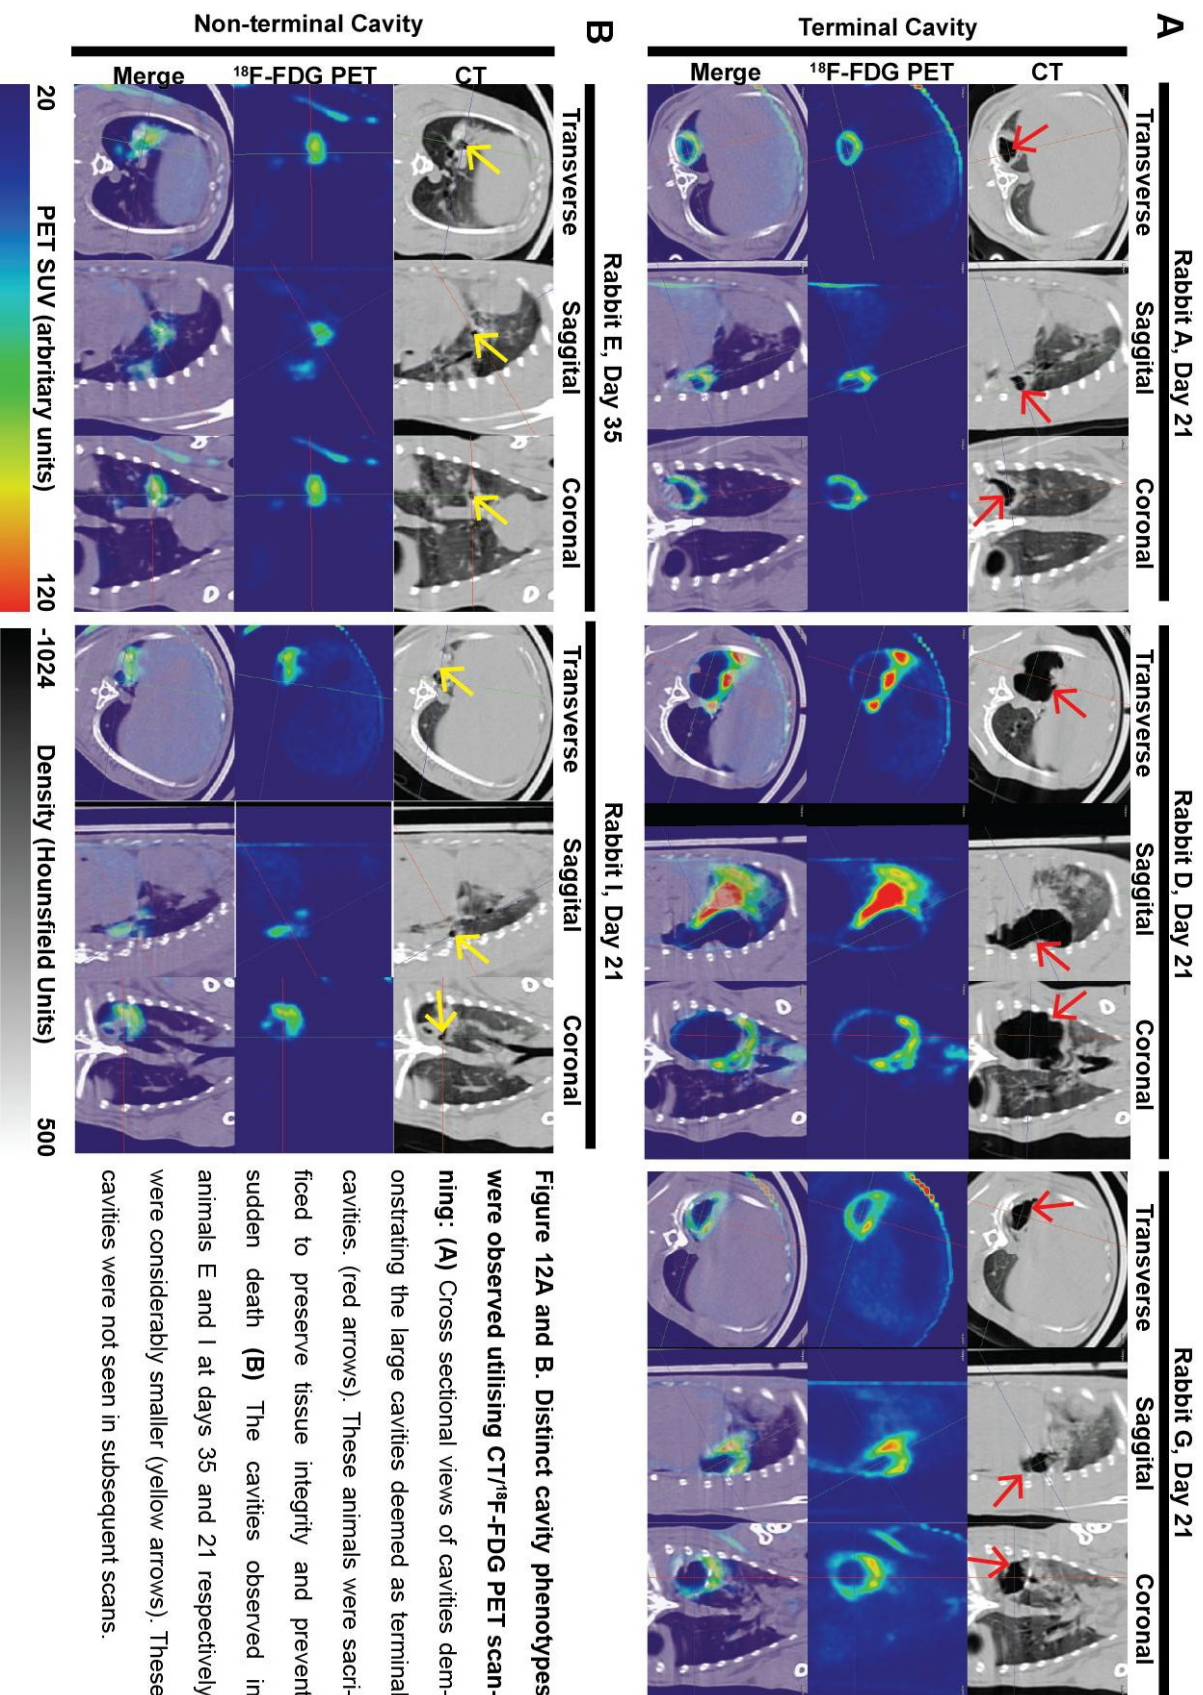 A
Terminal Cavity
Rabbit A, Day 21
Rabbit D, Day 21
Rabbit G, Day 21
Transverse
Saggital
Coronal
Transverse
Saggital
Coronal
Transverse
Saggital
Coronal
CT
¹⁸F-FDG PET
Merge
B
Non-terminal Cavity
Rabbit E, Day 35
Rabbit I, Day 21
Transverse
Saggital
Coronal
Transverse
Saggital
Coronal
CT
¹⁸F-FDG PET
Merge
20 PET SUV (arbritary units) 120
-1024 Density (Hounsfield Units) 500
Figure 12A and B. Distinct cavity phenotypes
were observed utilising CT/¹⁸F-FDG PET scan-
ning: (A) Cross sectional views of cavities dem-
onstrating the large cavities deemed as terminal
cavities. (red arrows). These animals were sacri-
ficed to preserve tissue integrity and prevent
sudden death (B) The cavities observed in
animals E and I at days 35 and 21 respectively
were considerably smaller (yellow arrows). These
cavities were not seen in subsequent scans.